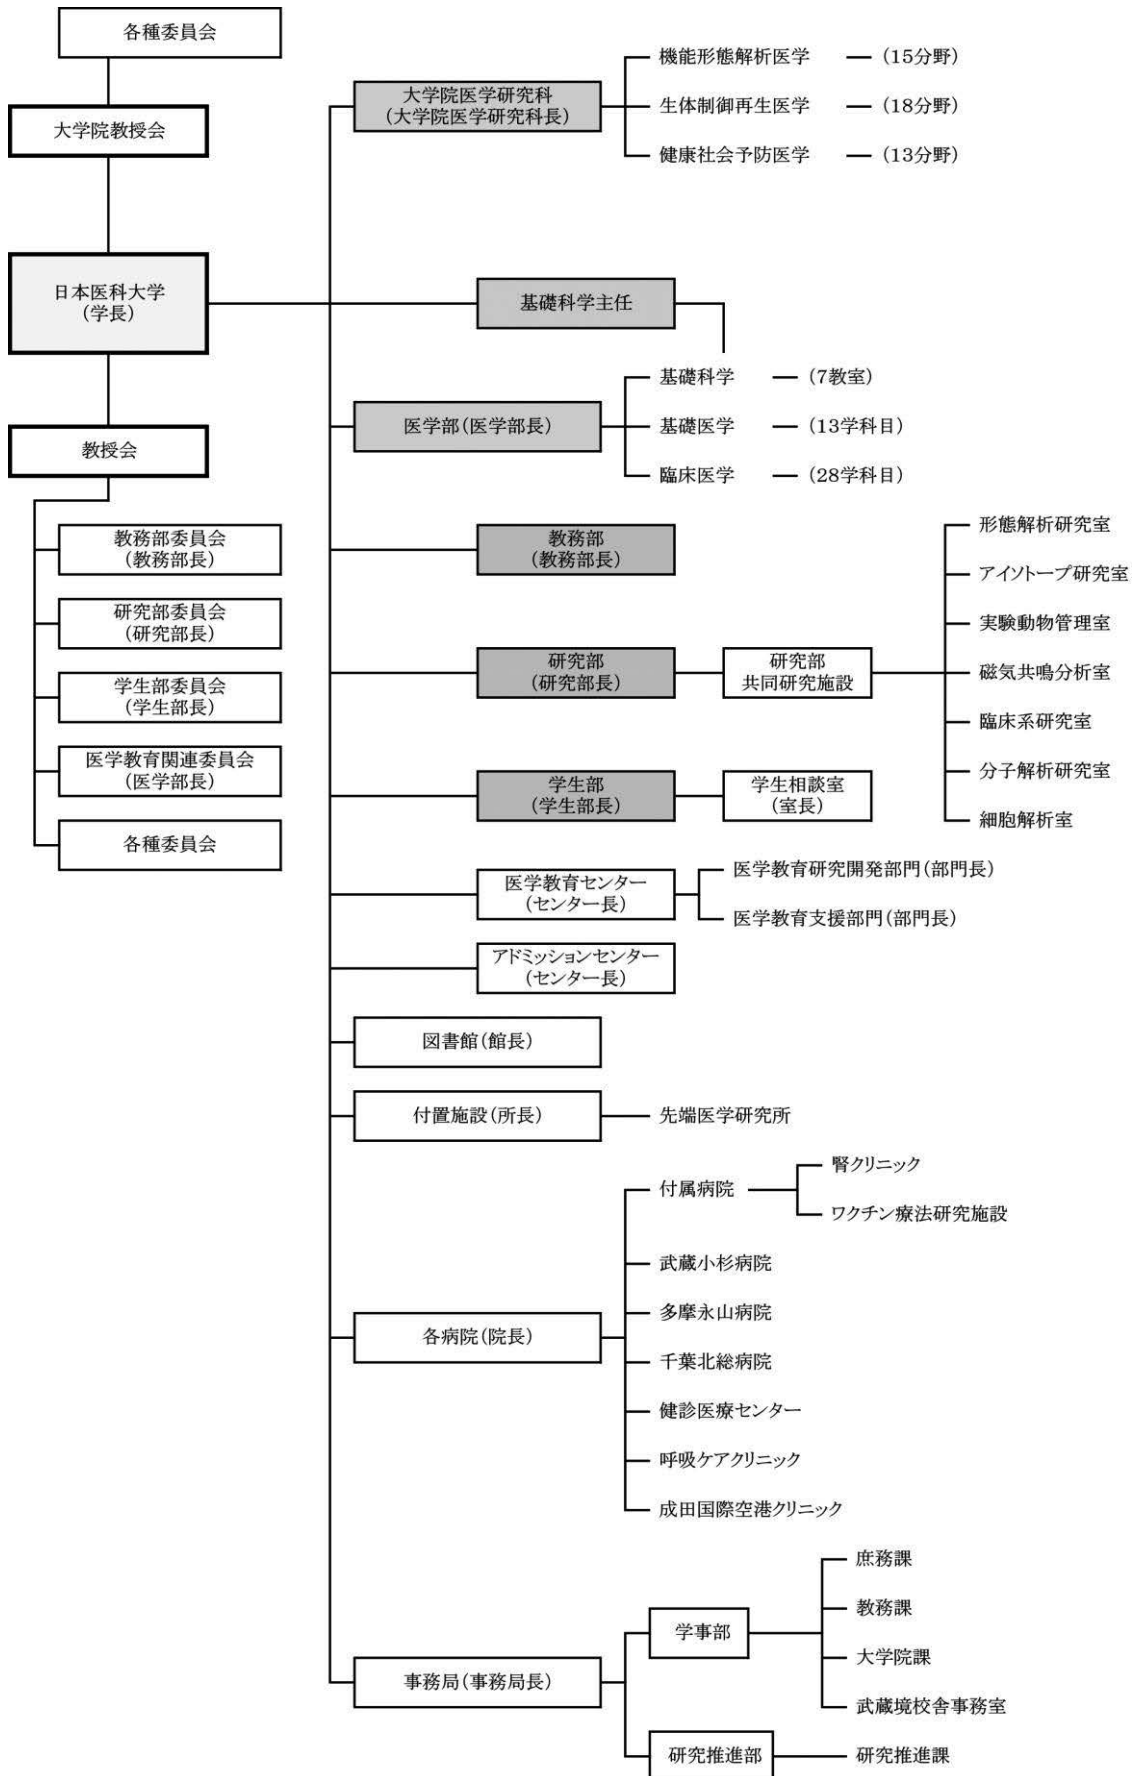 各種委員会
大学院教授会
日本医科大学
(学長)
教授会
教務部委員会
(教務部長)
研究部委員会
(研究部長)
学生部委員会
(学生部長)
医学教育関連委員会
(医学部長)
各種委員会
大学院医学研究科
(大学院医学研究科長)
機能形態解析医学 — (15分野)
生体制御再生医学 — (18分野)
健康社会予防医学 — (13分野)
基礎科学主任
医学部(医学部長)
基礎科学 — (7教室)
基礎医学 — (13学科目)
臨床医学 — (28学科目)
教務部
(教務部長)
研究部
(研究部長)
研究部
共同研究施設
形態解析研究室
アイソトープ研究室
実験動物管理室
磁気共鳴分析室
臨床系研究室
分子解析研究室
細胞解析室
学生部
(学生部長)
学生相談室
(室長)
医学教育センター
(センター長)
医学教育研究開発部門(部門長)
医学教育支援部門(部門長)
アドミッションセンター
(センター長)
図書館(館長)
付置施設(所長)
先端医学研究所
各病院(院長)
付属病院
腎クリニック
ワクチン療法研究施設
武蔵小杉病院
多摩永山病院
千葉北総病院
健診医療センター
呼吸ケアクリニック
成田国際空港クリニック
事務局(事務局長)
学事部
庶務課
教務課
大学院課
武蔵境校舎事務室
研究推進部
研究推進課